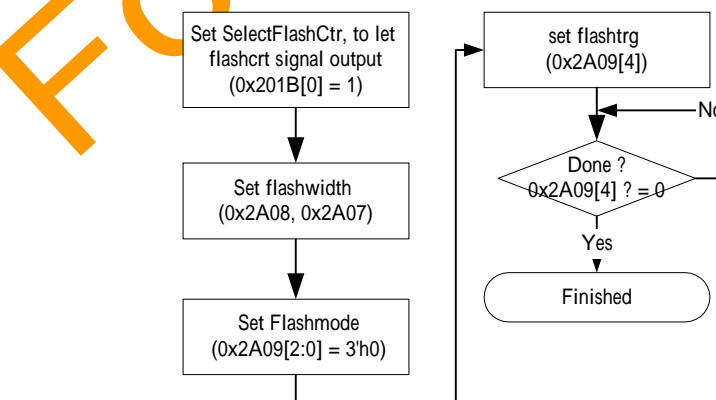 Set SelectFlashCtr, to let
flashcrt signal output
(0x201B[0] = 1)
Set flashwidth
(0x2A08, 0x2A07)
Set Flashmode
(0x2A09[2:0] = 3'h0)
set flashtrg
(0x2A09[4])
Done ?
0x2A09[4] ? = 0
Yes
Finished